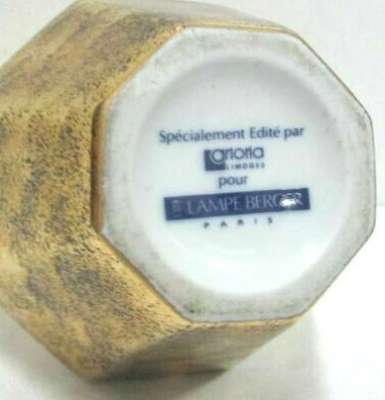 Spécialement Edité par
artoria
LIMOGES
pour
LAMPE BERGER
PARIS